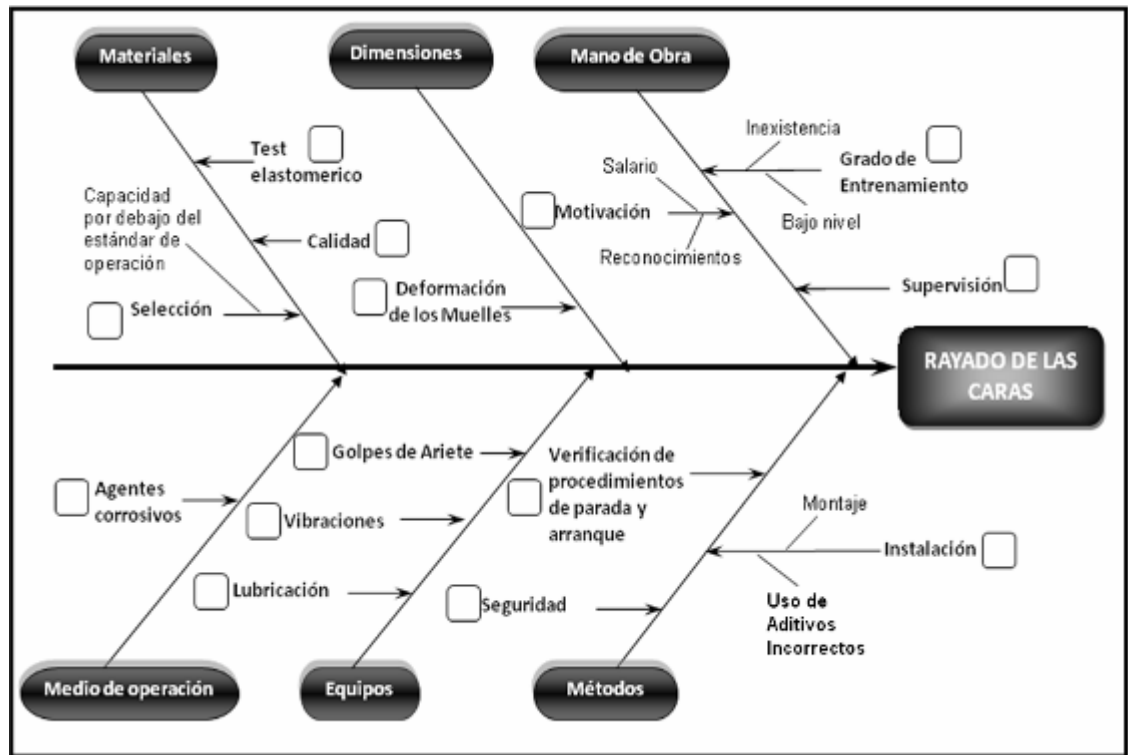 Materiales
Dimensiones
Mano de Obra
Test
elastomerico
Capacidad
por debajo del
estándar de
operación
Calidad
Selección
Deformación
de los Muelles
Inexistencia
Grado de
Entrenamiento
Bajo nivel
Salario
Motivación
Reconocimientos
Supervisión
RAYADO DE LAS
CARAS
Agentes
corrosivos
Golpes de Ariete
Vibraciones
Lubricación
Verificación de
procedimientos
de parada y
arranque
Seguridad
Montaje
Instalación
Uso de
Aditivos
Incorrectos
Medio de operación
Equipos
Métodos